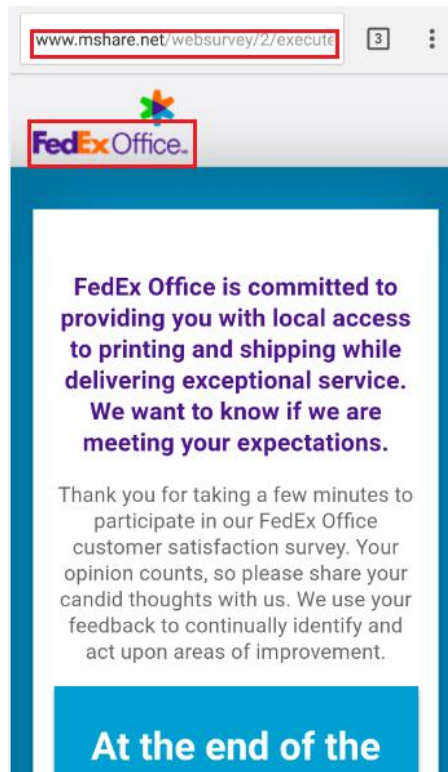 www.mshare.net/websurvey/2/execute
3
FedEx Office
FedEx Office is committed to
providing you with local access
to printing and shipping while
delivering exceptional service.
We want to know if we are
meeting your expectations.
Thank you for taking a few minutes to
participate in our FedEx Office
customer satisfaction survey. Your
opinion counts, so please share your
candid thoughts with us. We use your
feedback to continually identify and
act upon areas of improvement.
At the end of the